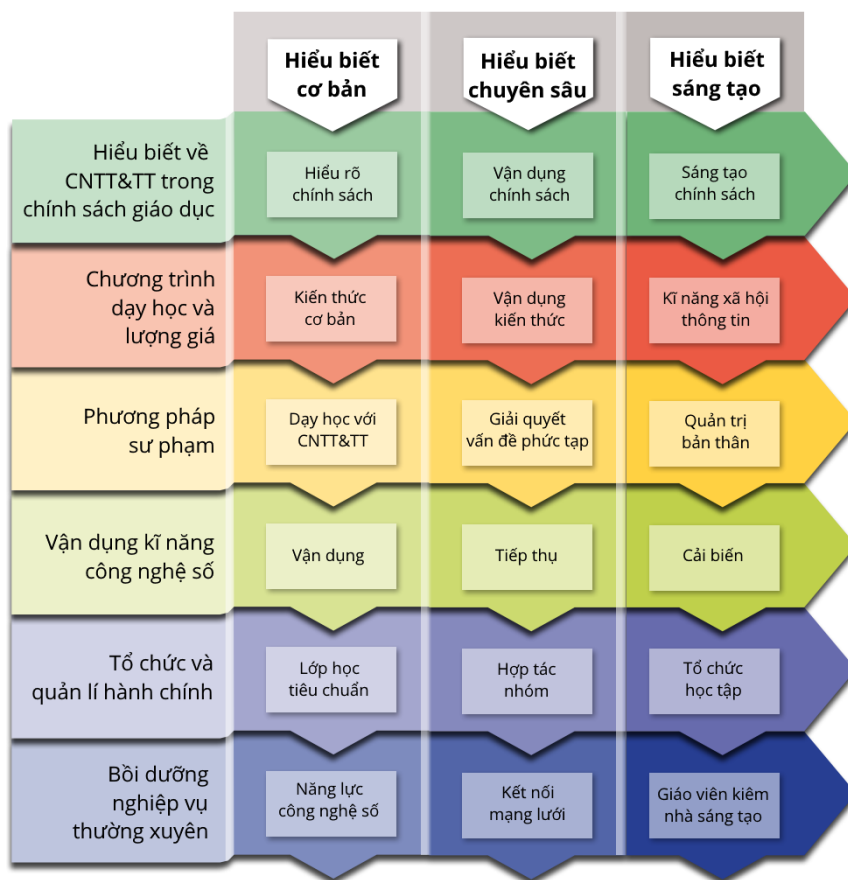 Hiểu biết
cơ bản
Hiểu biết
chuyên sâu
Hiểu biết
sáng tạo
Hiểu biết về
CNTT&TT trong
chính sách giáo dục
Hiểu rõ
chính sách
Vận dụng
chính sách
Sáng tạo
chính sách
Chương trình
dạy học và
lượng giá
Kiến thức
cơ bản
Vận dụng
kiến thức
Kĩ năng xã hội
thông tin
Phương pháp
sư phạm
Dạy học với
CNTT&TT
Giải quyết
vấn đề phức tạp
Quản trị
bản thân
Vận dụng kĩ năng
công nghệ số
Vận dụng
Tiếp thụ
Cải biến
Tổ chức và
quản lí hành chính
Lớp học
tiêu chuẩn
Hợp tác
nhóm
Tổ chức
học tập
Bồi dưỡng
nghiệp vụ
thường xuyên
Năng lực
công nghệ số
Kết nối
mạng lưới
Giáo viên kiêm
nhà sáng tạo